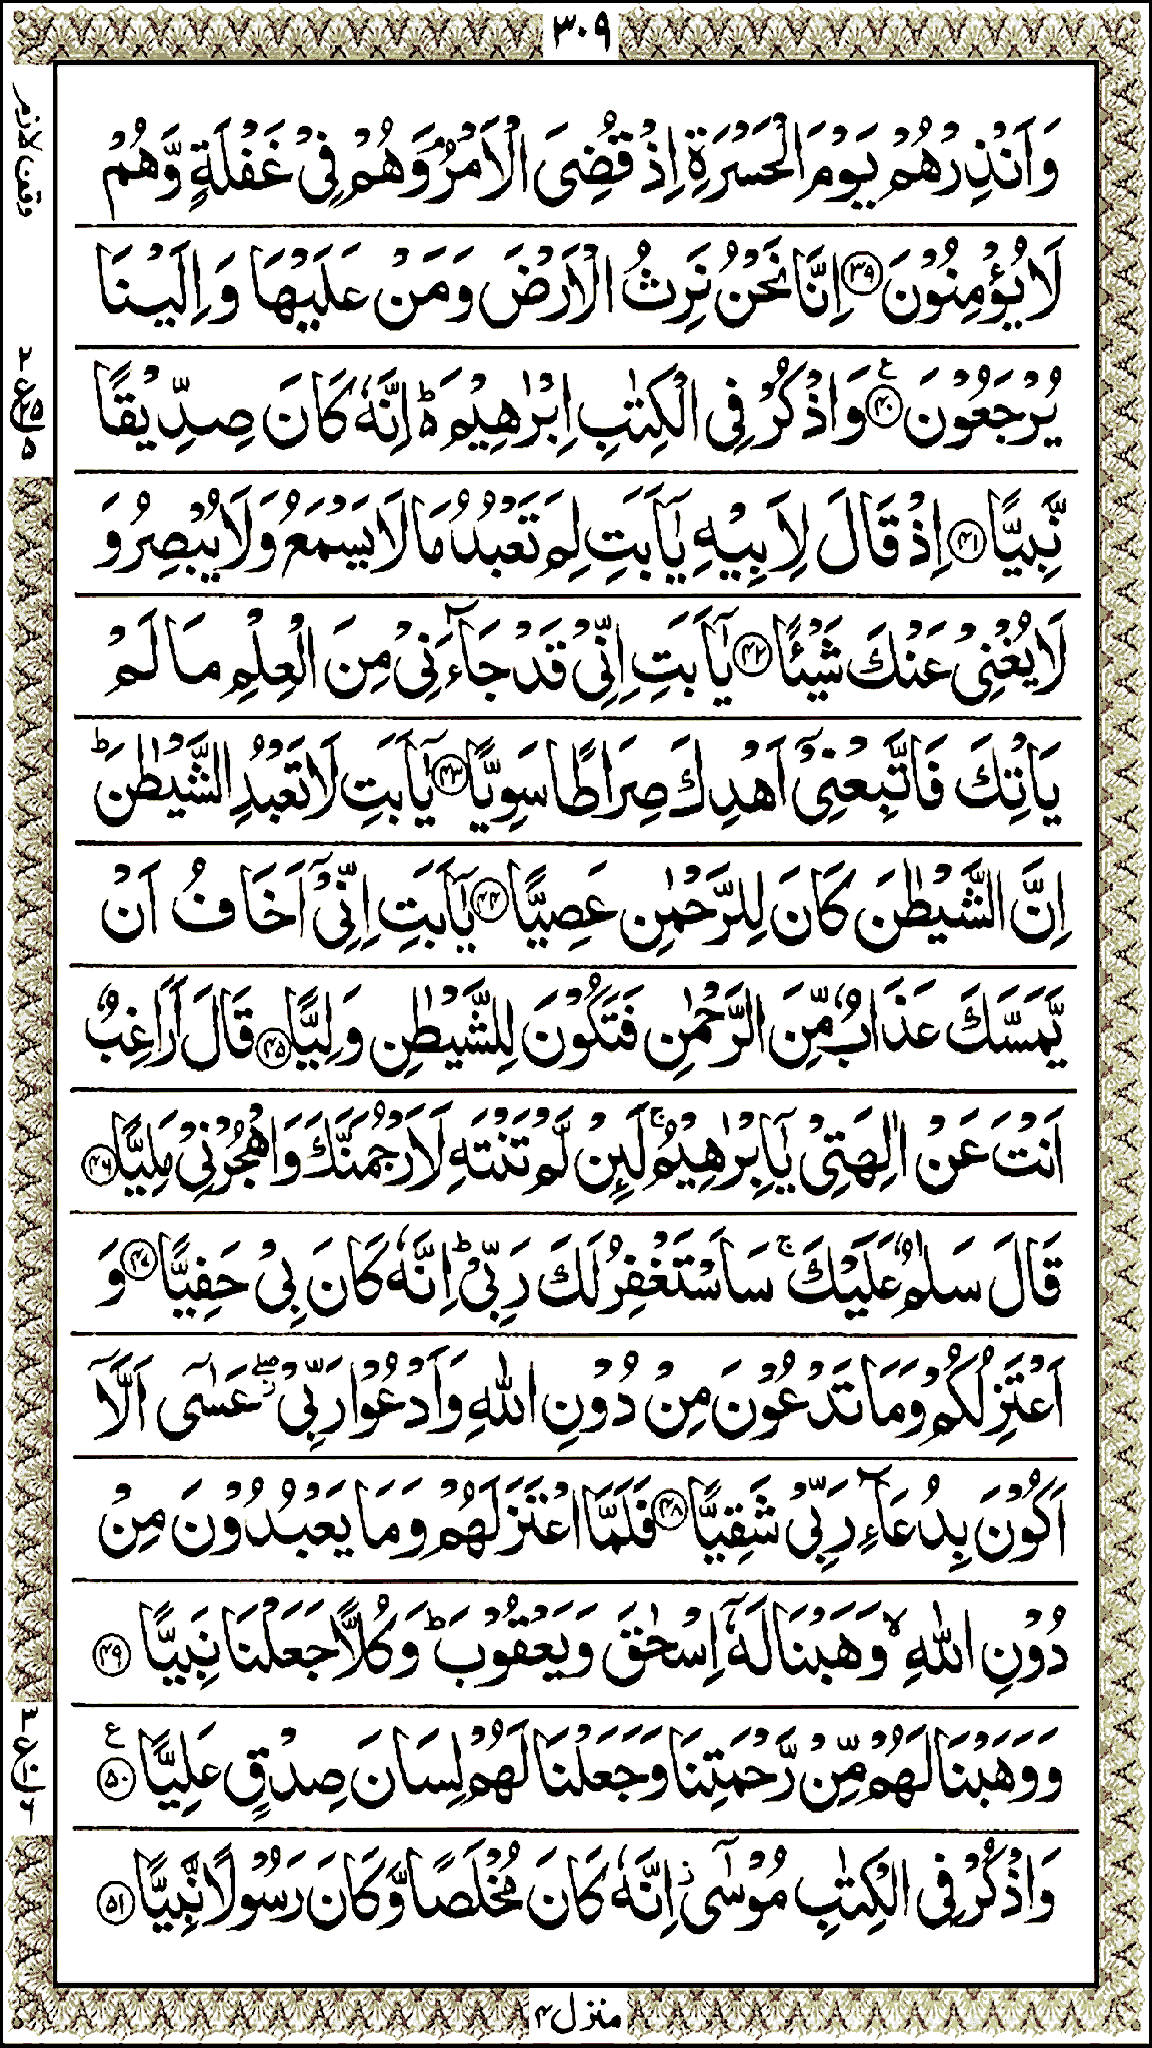 ٣٠٩
وَاَنْذِرْهُمْ يَوْمَ الْحَسْرَةِ اِذْ قُضِيَ الْاَمْرُ ۘ وَهُمْ فِيْ غَفْلَةٍ وَّهُمْ
لَا يُؤْمِنُوْنَ ﴿٣٩﴾ اِنَّا نَحْنُ نَرِثُ الْاَرْضَ وَمَنْ عَلَيْهَا وَاِلَيْنَا
يُرْجَعُوْنَ ﴿٤٠﴾ ع وَاذْكُرْ فِي الْكِتٰبِ اِبْرٰهِيْمَ ؕ اِنَّهٗ كَانَ صِدِّيْقًا
نَّبِيًّا ﴿٤١﴾ اِذْ قَالَ لِاَبِيْهِ يٰۤاَبَتِ لِمَ تَعْبُدُ مَا لَا يَسْمَعُ وَلَا يُبْصِرُ وَ
لَا يُغْنِيْ عَنْكَ شَيْـًٔا ﴿٤٢﴾ يٰۤاَبَتِ اِنِّيْ قَدْ جَآءَنِيْ مِنَ الْعِلْمِ مَا لَمْ
يَاْتِكَ فَاتَّبِعْنِيْۤ اَهْدِكَ صِرَاطًا سَوِيًّا ﴿٤٣﴾ يٰۤاَبَتِ لَا تَعْبُدِ الشَّيْطٰنَ ؕ
اِنَّ الشَّيْطٰنَ كَانَ لِلرَّحْمٰنِ عَصِيًّا ﴿٤٤﴾ يٰۤاَبَتِ اِنِّيْۤ اَخَافُ اَنْ
يَّمَسَّكَ عَذَابٌ مِّنَ الرَّحْمٰنِ فَتَكُوْنَ لِلشَّيْطٰنِ وَلِيًّا ﴿٤٥﴾ قَالَ اَرَاغِبٌ
اَنْتَ عَنْ اٰلِهَتِيْ يٰۤاِبْرٰهِيْمُ ۚ لَئِنْ لَّمْ تَنْتَهِ لَاَرْجُمَنَّكَ وَاهْجُرْنِيْ مَلِيًّا ﴿٤٦﴾
قَالَ سَلٰمٌ عَلَيْكَ ۚ سَاَسْتَغْفِرُ لَكَ رَبِّيْ ؕ اِنَّهٗ كَانَ بِيْ حَفِيًّا ﴿٤٧﴾ وَ
اَعْتَزِلُكُمْ وَمَا تَدْعُوْنَ مِنْ دُوْنِ اللّٰهِ وَاَدْعُوْا رَبِّيْ ۖؗ عَسٰۤى اَلَّاۤ
اَكُوْنَ بِدُعَآءِ رَبِّيْ شَقِيًّا ﴿٤٨﴾ فَلَمَّا اعْتَزَلَهُمْ وَمَا يَعْبُدُوْنَ مِنْ
دُوْنِ اللّٰهِ ۙ وَهَبْنَا لَهٗۤ اِسْحٰقَ وَيَعْقُوْبَ ؕ وَكُلًّا جَعَلْنَا نَبِيًّا ﴿٤٩﴾
وَوَهَبْنَا لَهُمْ مِّنْ رَّحْمَتِنَا وَجَعَلْنَا لَهُمْ لِسَانَ صِدْقٍ عَلِيًّا ﴿٥٠﴾ ع
وَاذْكُرْ فِي الْكِتٰبِ مُوْسٰۤى ؗ اِنَّهٗ كَانَ مُخْلَصًا وَّكَانَ رَسُوْلًا نَّبِيًّا ﴿٥١﴾
وقف لازم
٢
ع ٢٥
٥
٣
ع ١٠
٦
منزل ٤